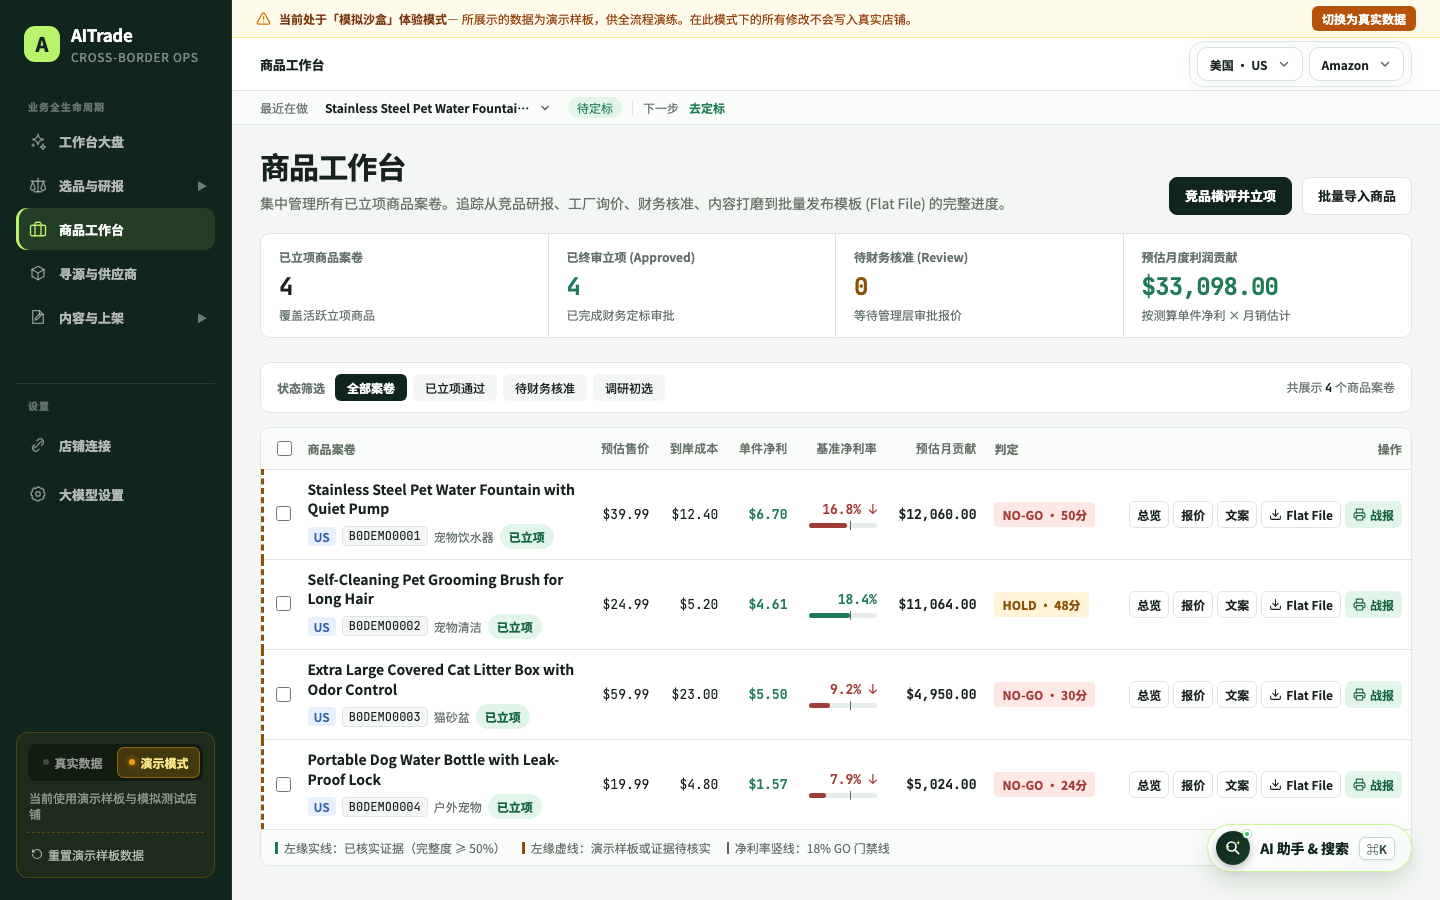 A
AITrade
CROSS-BORDER OPS
业务全生命周期
工作台大盘
选品与研报
商品工作台
寻源与供应商
内容与上架
设置
店铺连接
大模型设置
真实数据
演示模式
当前使用演示样板与模拟测试店
铺
重置演示样板数据
当前处于「模拟沙盒」体验模式— 所展示的数据为演示样板，供全流程演练。在此模式下的所有修改不会写入真实店铺。
切换为真实数据
商品工作台
美国 • US
Amazon
最近在做 Stainless Steel Pet Water Fountai··· 待定标 下一步 去定标
商品工作台
集中管理所有已立项商品案卷。追踪从竞品研报、工厂询价、财务核准、内容打磨到批量发布模板 (Flat File) 的完整进度。
竞品横评并立项
批量导入商品
已立项商品案卷
4
覆盖活跃立项商品
已终审立项 (Approved)
4
已完成财务定标审批
待财务核准 (Review)
0
等待管理层审批报价
预估月度利润贡献
$33,098.00
按测算单件净利 × 月销估计
状态筛选 全部案卷 已立项通过 待财务核准 调研初选
共展示 4 个商品案卷
商品案卷 预估售价 到岸成本 单件净利 基准净利率 预估月贡献 判定 操作
Stainless Steel Pet Water Fountain with
Quiet Pump
US B0DEMO0001 宠物饮水器 已立项
$39.99 $12.40 $6.70 16.8% ↓ $12,060.00 NO-GO • 50分 总览 报价 文案 Flat File 战报
Self-Cleaning Pet Grooming Brush for
Long Hair
US B0DEMO0002 宠物清洁 已立项
$24.99 $5.20 $4.61 18.4% $11,064.00 HOLD • 48分 总览 报价 文案 Flat File 战报
Extra Large Covered Cat Litter Box with
Odor Control
US B0DEMO0003 猫砂盆 已立项
$59.99 $23.00 $5.50 9.2% ↓ $4,950.00 NO-GO • 30分 总览 报价 文案 Flat File 战报
Portable Dog Water Bottle with Leak-
Proof Lock
US B0DEMO0004 户外宠物 已立项
$19.99 $4.80 $1.57 7.9% ↓ $5,024.00 NO-GO • 24分 总览 报价 文案 Flat File 战报
左缘实线：已核实证据（完整度 ≥ 50%） 左缘虚线：演示样板或证据待核实 净利率竖线：18% GO 门禁线
AI 助手 & 搜索 ⌘K